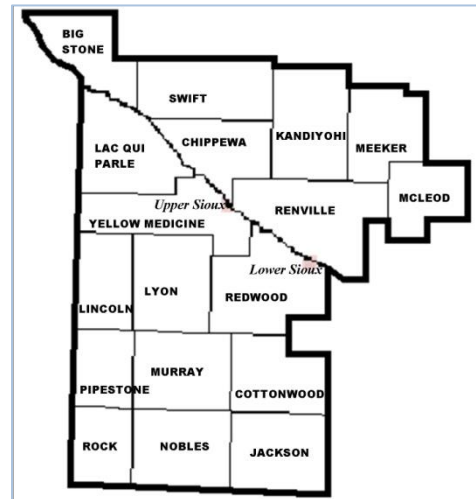 BIG
STONE
SWIFT
KANDIYOHI
CHIPPEWA
MEEKER
LAC QUI
PARLE
MCLEOD
Upper Sioux
RENVILLE
YELLOW MEDICINE
Lower Sioux
LYON
REDWOOD
LINCOLN
MURRAY
PIPESTONE
COTTONWOOD
ROCK
NOBLES
JACKSON